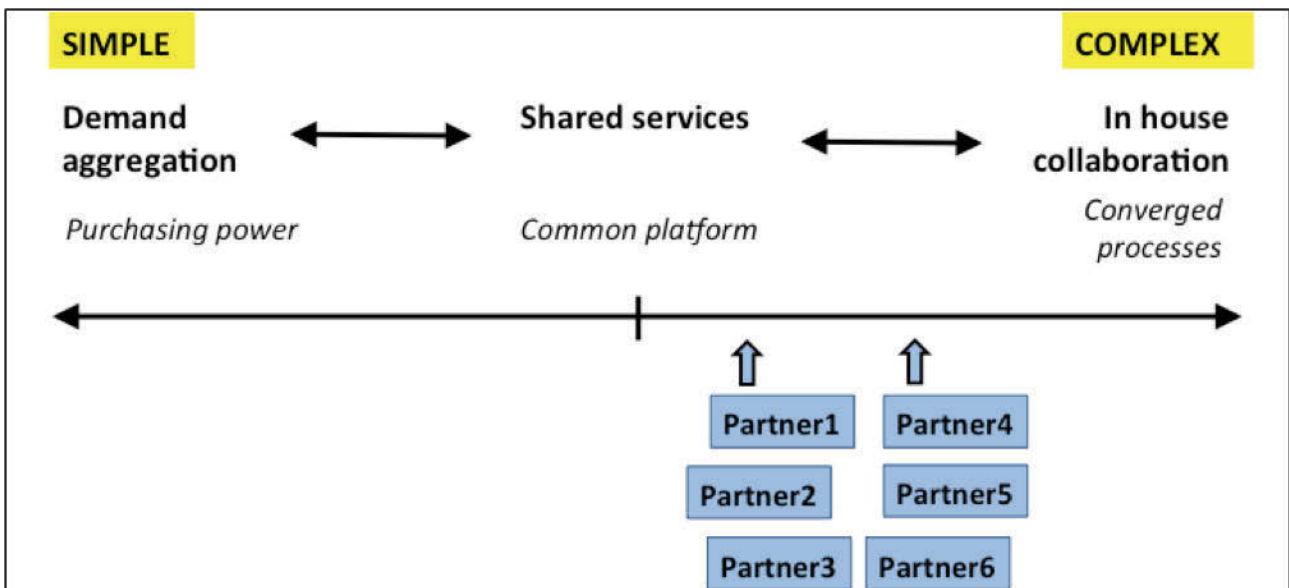 SIMPLE
COMPLEX
Demand
aggregation
Shared services
In house
collaboration
Purchasing power
Common platform
Converged
processes
Partner1
Partner4
Partner2
Partner5
Partner3
Partner6